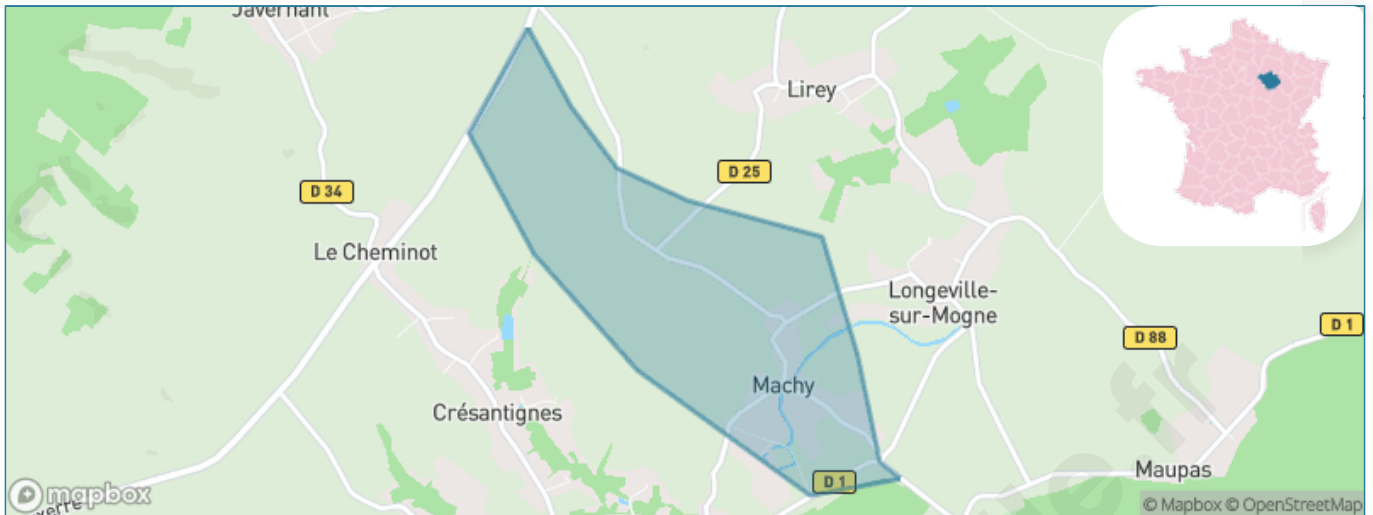 Javernant
Lirey
D 25
D 34
Le Cheminot
Longeville-
sur-Mogne
D 1
D 88
Machy
Crésantignes
Maupas
D 1
mapbox
© Mapbox © OpenStreetMap